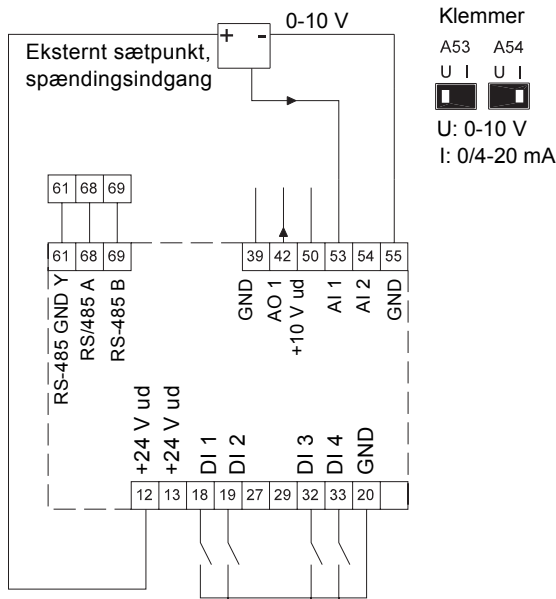 0-10 V
+ -
Eksternt sætpunkt,
spændingsindgang
Klemmer
A53 A54
U I U I
U: 0-10 V
I: 0/4-20 mA
61 68 69
61 68 69
39 42 50 53 54 55
RS-485 GND Y
RS/485 A
RS-485 B
GND
AO 1
+10 V ud
AI 1
AI 2
GND
+24 V ud
+24 V ud
DI 1
DI 2
DI 3
DI 4
GND
12 13 18 19 27 29 32 33 20